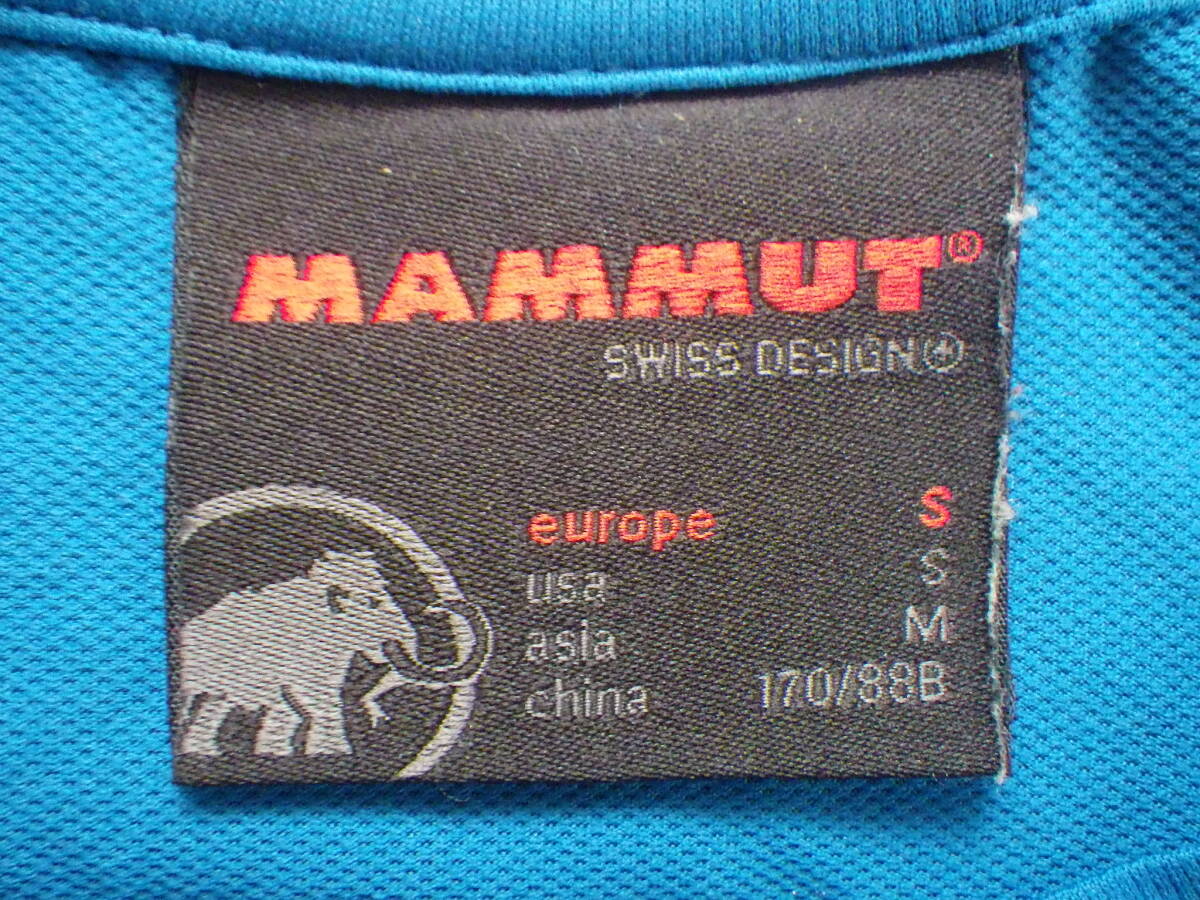 MAMMUT®
SWISS DESIGN
europe S
usa S
asia M
china 170/88B